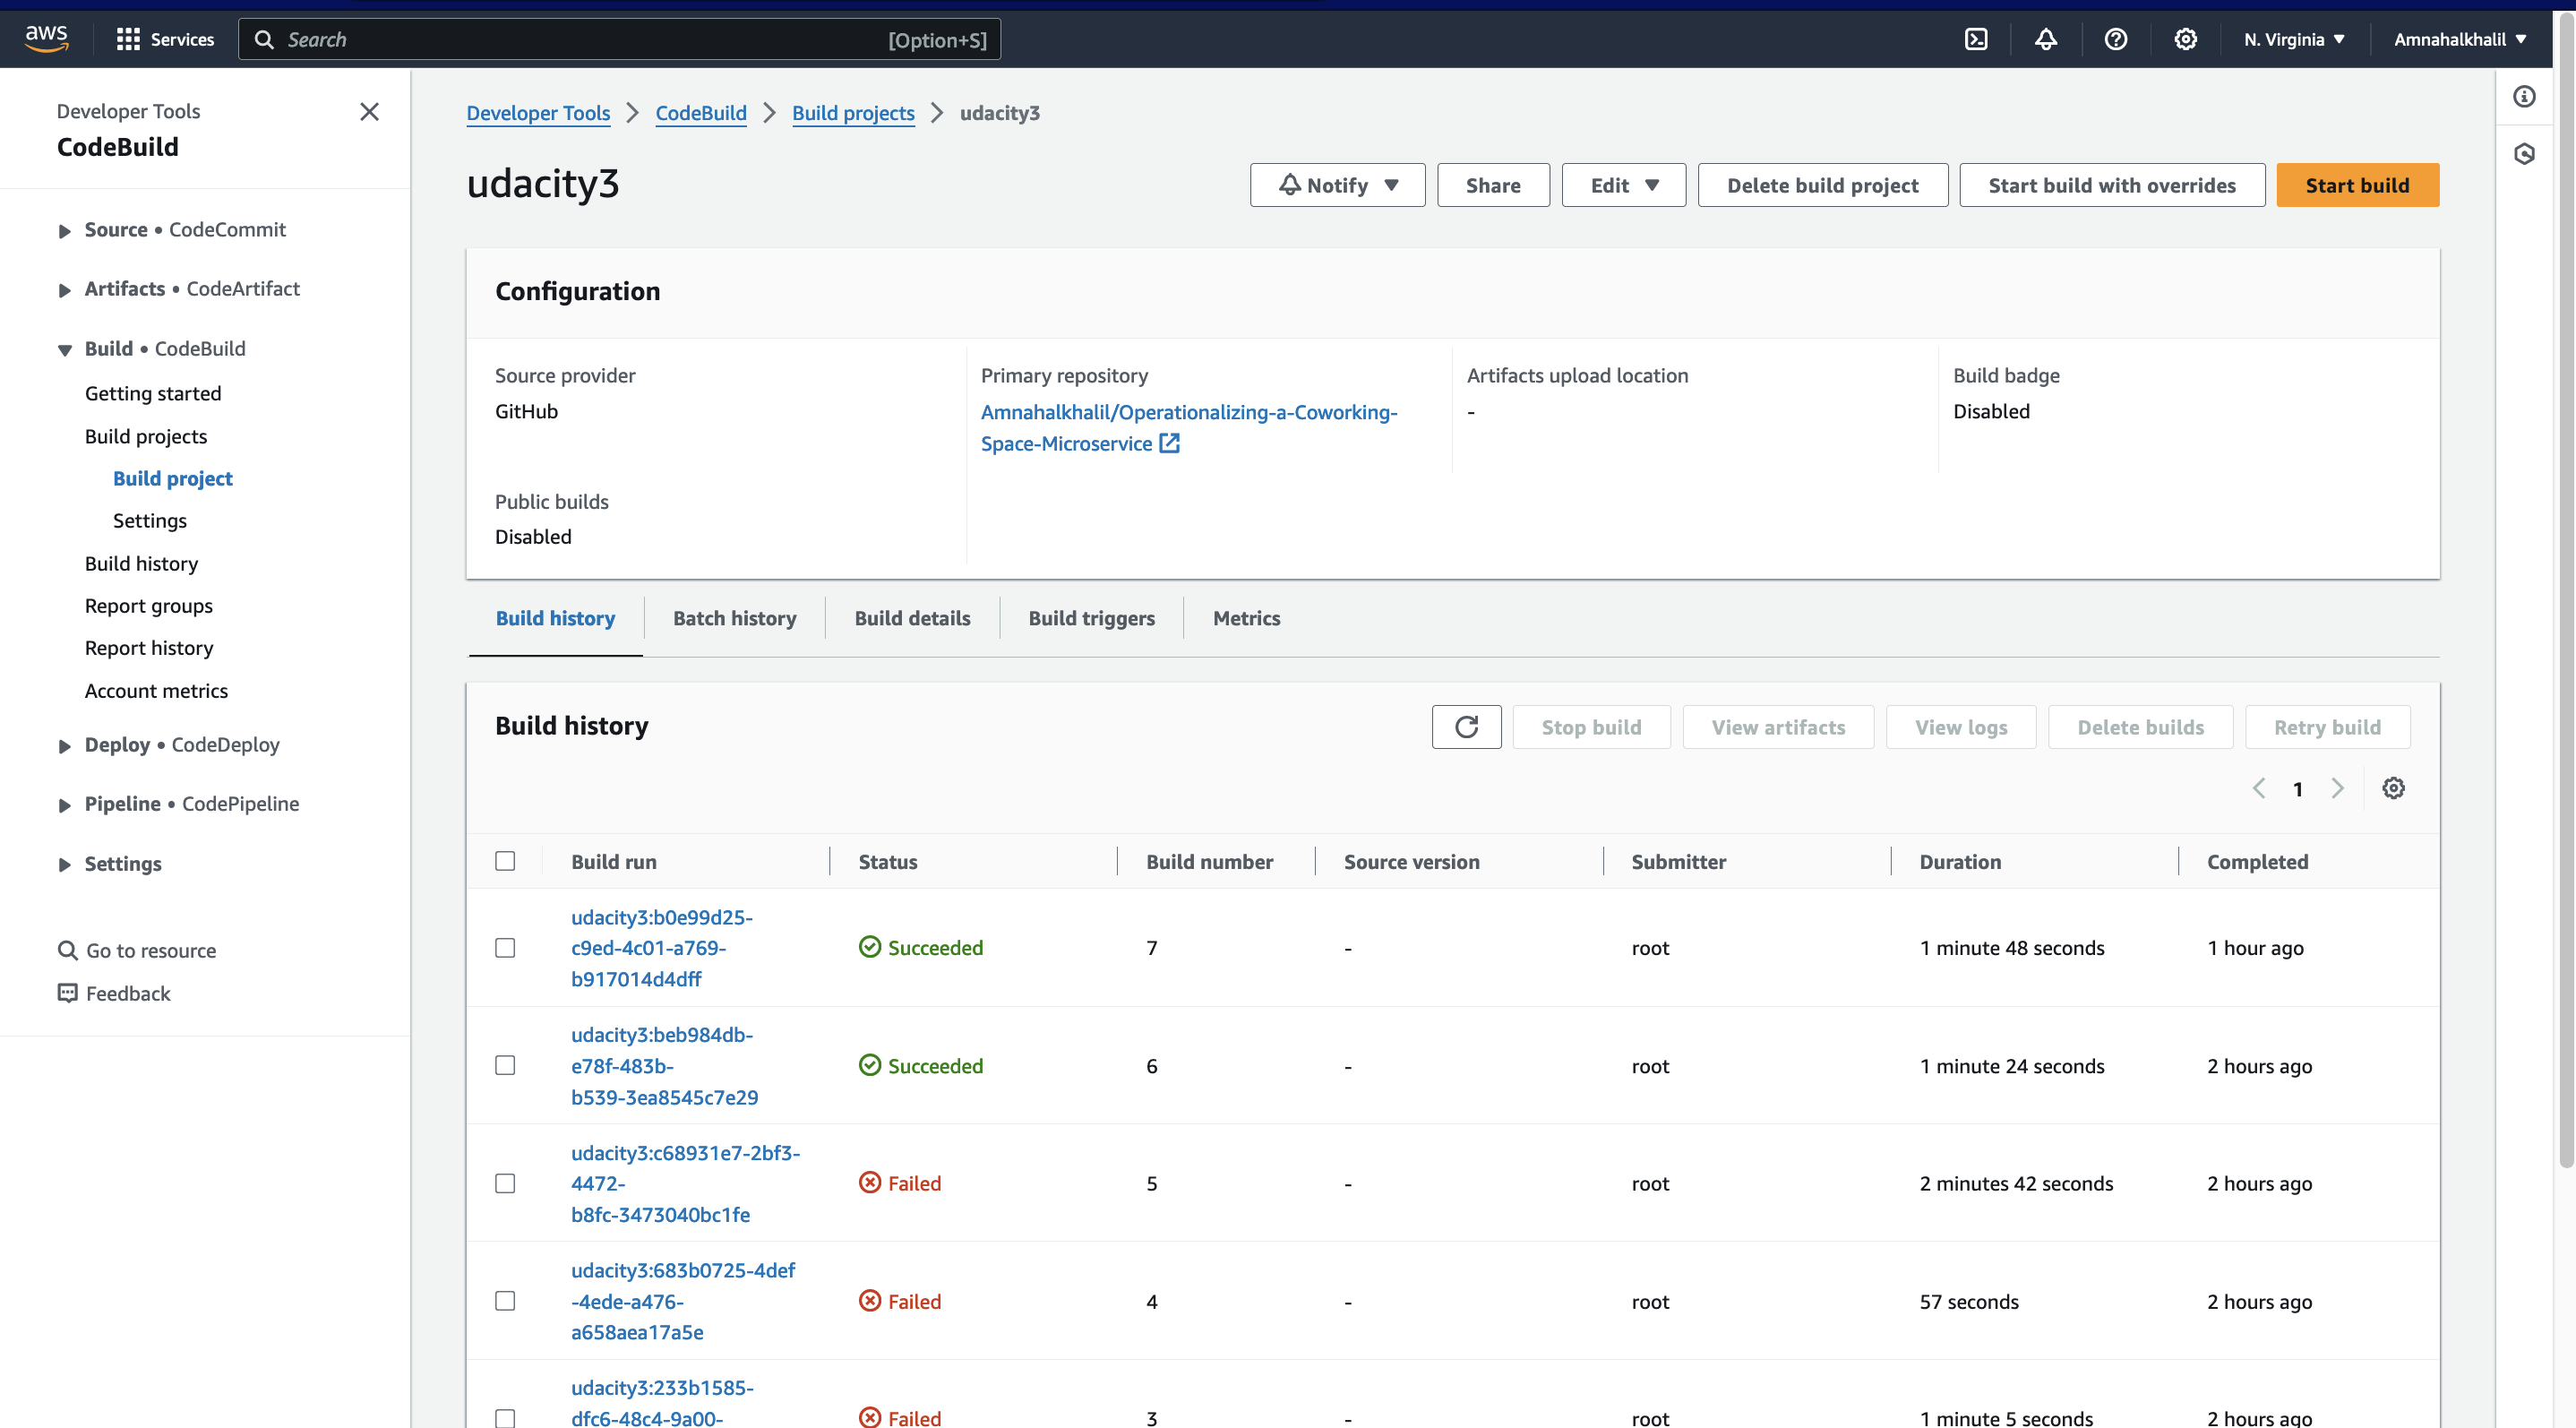 aws
Services
Search
[Option+S]
N. Virginia
Amnahalkhalil
Developer Tools
CodeBuild
Source • CodeCommit
Artifacts • CodeArtifact
Build • CodeBuild
Getting started
Build projects
Build project
Settings
Build history
Report groups
Report history
Account metrics
Deploy • CodeDeploy
Pipeline • CodePipeline
Settings
Go to resource
Feedback
Developer Tools > CodeBuild > Build projects > udacity3
udacity3
Notify
Share
Edit
Delete build project
Start build with overrides
Start build
Configuration
Source provider
GitHub
Primary repository
Amnahalkhalil/Operationalizing-a-Coworking-
Space-Microservice
Artifacts upload location
-
Build badge
Disabled
Public builds
Disabled
Build history
Batch history
Build details
Build triggers
Metrics
Build history
Stop build
View artifacts
View logs
Delete builds
Retry build
1
Build run
Status
Build number
Source version
Submitter
Duration
Completed
udacity3:b0e99d25-
c9ed-4c01-a769-
b917014d4dff
Succeeded
7
-
root
1 minute 48 seconds
1 hour ago
udacity3:beb984db-
e78f-483b-
b539-3ea8545c7e29
Succeeded
6
-
root
1 minute 24 seconds
2 hours ago
udacity3:c68931e7-2bf3-
4472-
b8fc-3473040bc1fe
Failed
5
-
root
2 minutes 42 seconds
2 hours ago
udacity3:683b0725-4def
-4ede-a476-
a658aea17a5e
Failed
4
-
root
57 seconds
2 hours ago
udacity3:233b1585-
dfc6-48c4-9a00-
Failed
3
-
root
1 minute 5 seconds
2 hours ago